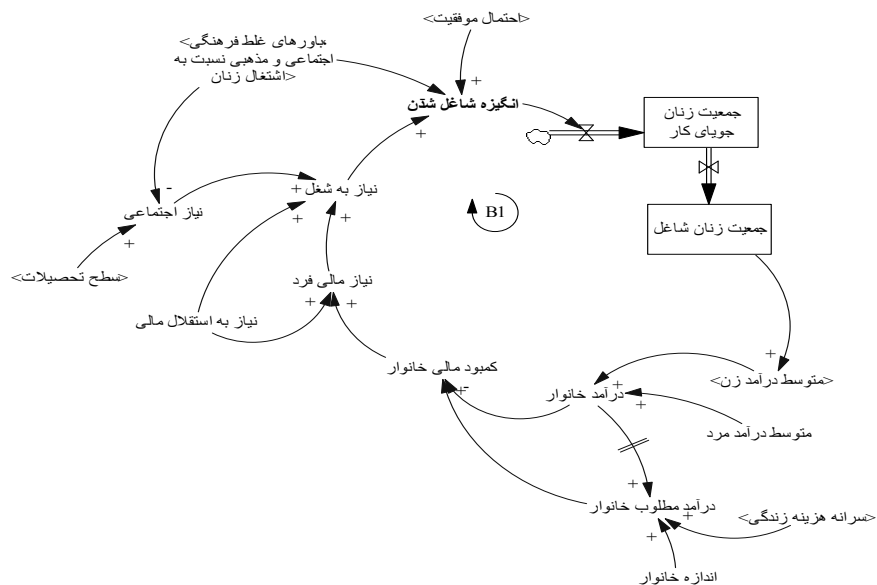 <احتمال موفقیت>
<باورهای غلط فرهنگی،
اجتماعی و مذهبی نسبت به
اشتغال زنان>
+
انگیزه شاغل شدن
+
جمعیت زنان
جویای کار
-
+ نیاز به شغل
نیاز اجتماعی
+
+
+
B1
جمعیت زنان شاغل
<سطح تحصیلات>
نیاز مالی فرد
+
+
نیاز به استقلال مالی
+
کمبود مالی خانوار
<متوسط درآمد زن>
+
-
+
درآمد خانوار
+
متوسط درآمد مرد
+
درآمد مطلوب خانوار
+
<سرانه هزینه زندگی>
+
اندازه خانوار